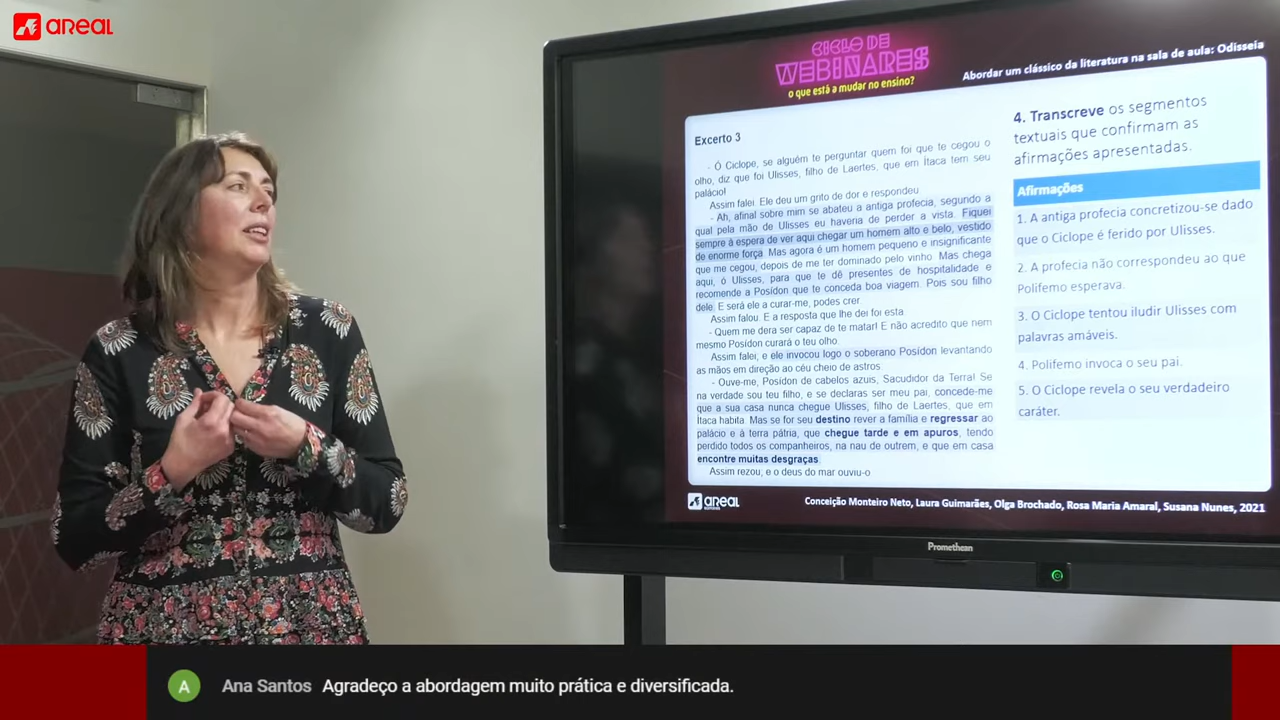 AREAL
CICLO DE
WEBINARES
o que está a mudar no ensino?
Abordar um clássico da literatura na sala de aula: Odisseia
Excerto 3
- Ó Ciclope, se alguém te perguntar quem foi que te cegou o
olho, diz que foi Ulisses, filho de Laertes, que em Ítaca tem seu
palácio!
Assim falei. Ele deu um grito de dor e respondeu
- Ah, afinal sobre mim se abateu a antiga profecia, segundo a
qual pela mão de Ulisses eu haveria de perder a vista. Fiquei
sempre à espera de ver aqui chegar um homem alto e belo, vestido
de enorme força. Mas agora é um homem pequeno e insignificante
que me cegou, depois de me ter dominado pelo vinho. Mas chega
aqui, ó Ulisses, para que te dê presentes de hospitalidade e
recomende a Posídon que te conceda boa viagem. Pois sou filho
dele. E será ele a curar-me, podes crer.
Assim falou. E a resposta que lhe dei foi esta
- Quem me dera ser capaz de te matar! E não acredito que nem
mesmo Posídon curará o teu olho.
Assim falei, e ele invocou logo o soberano Posídon levantando
as mãos em direção ao céu cheio de astros
- Ouve-me, Posídon de cabelos azuis, Sacudidor da Terra! Se
na verdade sou teu filho, e se declaras ser meu pai, concede-me
que a sua casa nunca chegue Ulisses, filho de Laertes, que em
Ítaca habita. Mas se for seu destino rever a família e regressar ao
palácio e à terra pátria, que chegue tarde e em apuros, tendo
perdido todos os companheiros, na nau de outrem, e que em casa
encontre muitas desgraças.
Assim rezou, e o deus do mar ouviu-o
4. Transcreve os segmentos
textuais que confirmam as
afirmações apresentadas.
Afirmações
1. A antiga profecia concretizou-se dado
que o Ciclope é ferido por Ulisses.
2. A profecia não correspondeu ao que
Polifemo esperava.
3. O Ciclope tentou iludir Ulisses com
palavras amáveis.
4. Polifemo invoca o seu pai.
5. O Ciclope revela o seu verdadeiro
caráter.
AREAL
Conceição Monteiro Neto, Laura Guimarães, Olga Brochado, Rosa Maria Amaral, Susana Nunes, 2021
Promethean
A Ana Santos Agradeço a abordagem muito prática e diversificada.